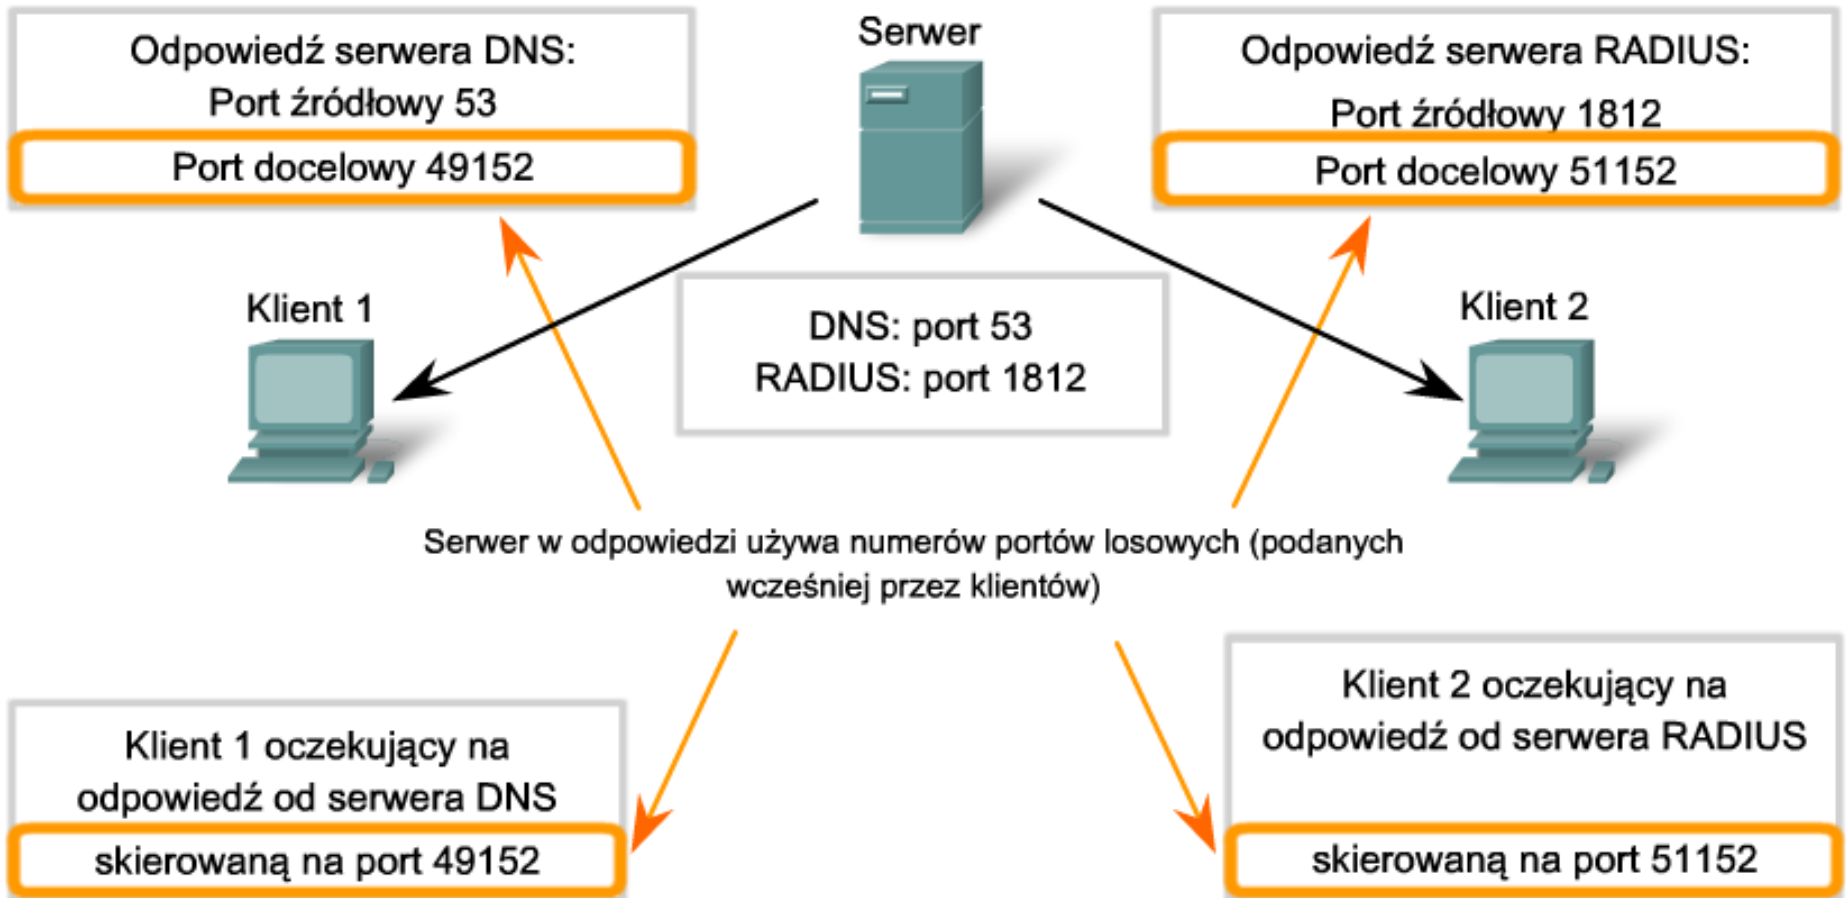 Odpowiedź serwera DNS:
Port źródłowy 53
Port docelowy 49152
Serwer
Odpowiedź serwera RADIUS:
Port źródłowy 1812
Port docelowy 51152
Klient 1
DNS: port 53
RADIUS: port 1812
Klient 2
Serwer w odpowiedzi używa numerów portów losowych (podanych
wcześniej przez klientów)
Klient 1 oczekujący na
odpowiedź od serwera DNS
skierowaną na port 49152
Klient 2 oczekujący na
odpowiedź od serwera RADIUS
skierowaną na port 51152